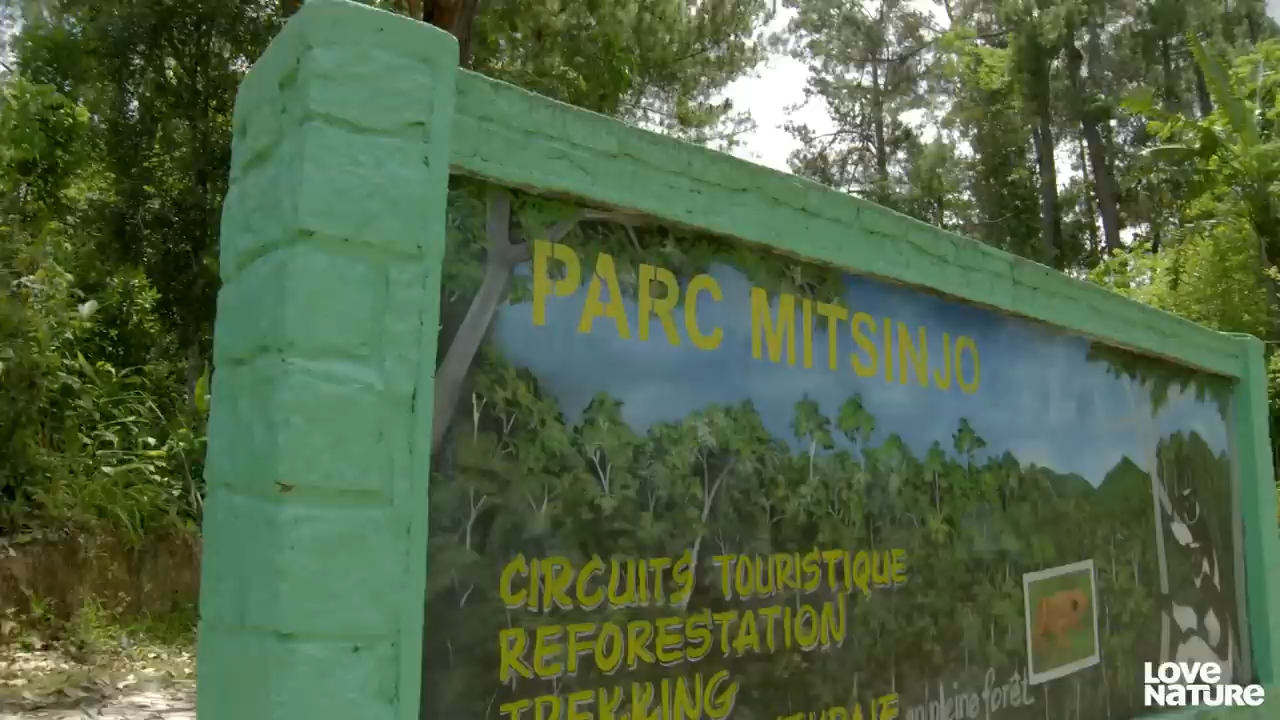 PARC MITSINJO
CIRCUITS TOURISTIQUE
REFORESTATION
TREKKING
en pleine forêt
LOVE
NATURE